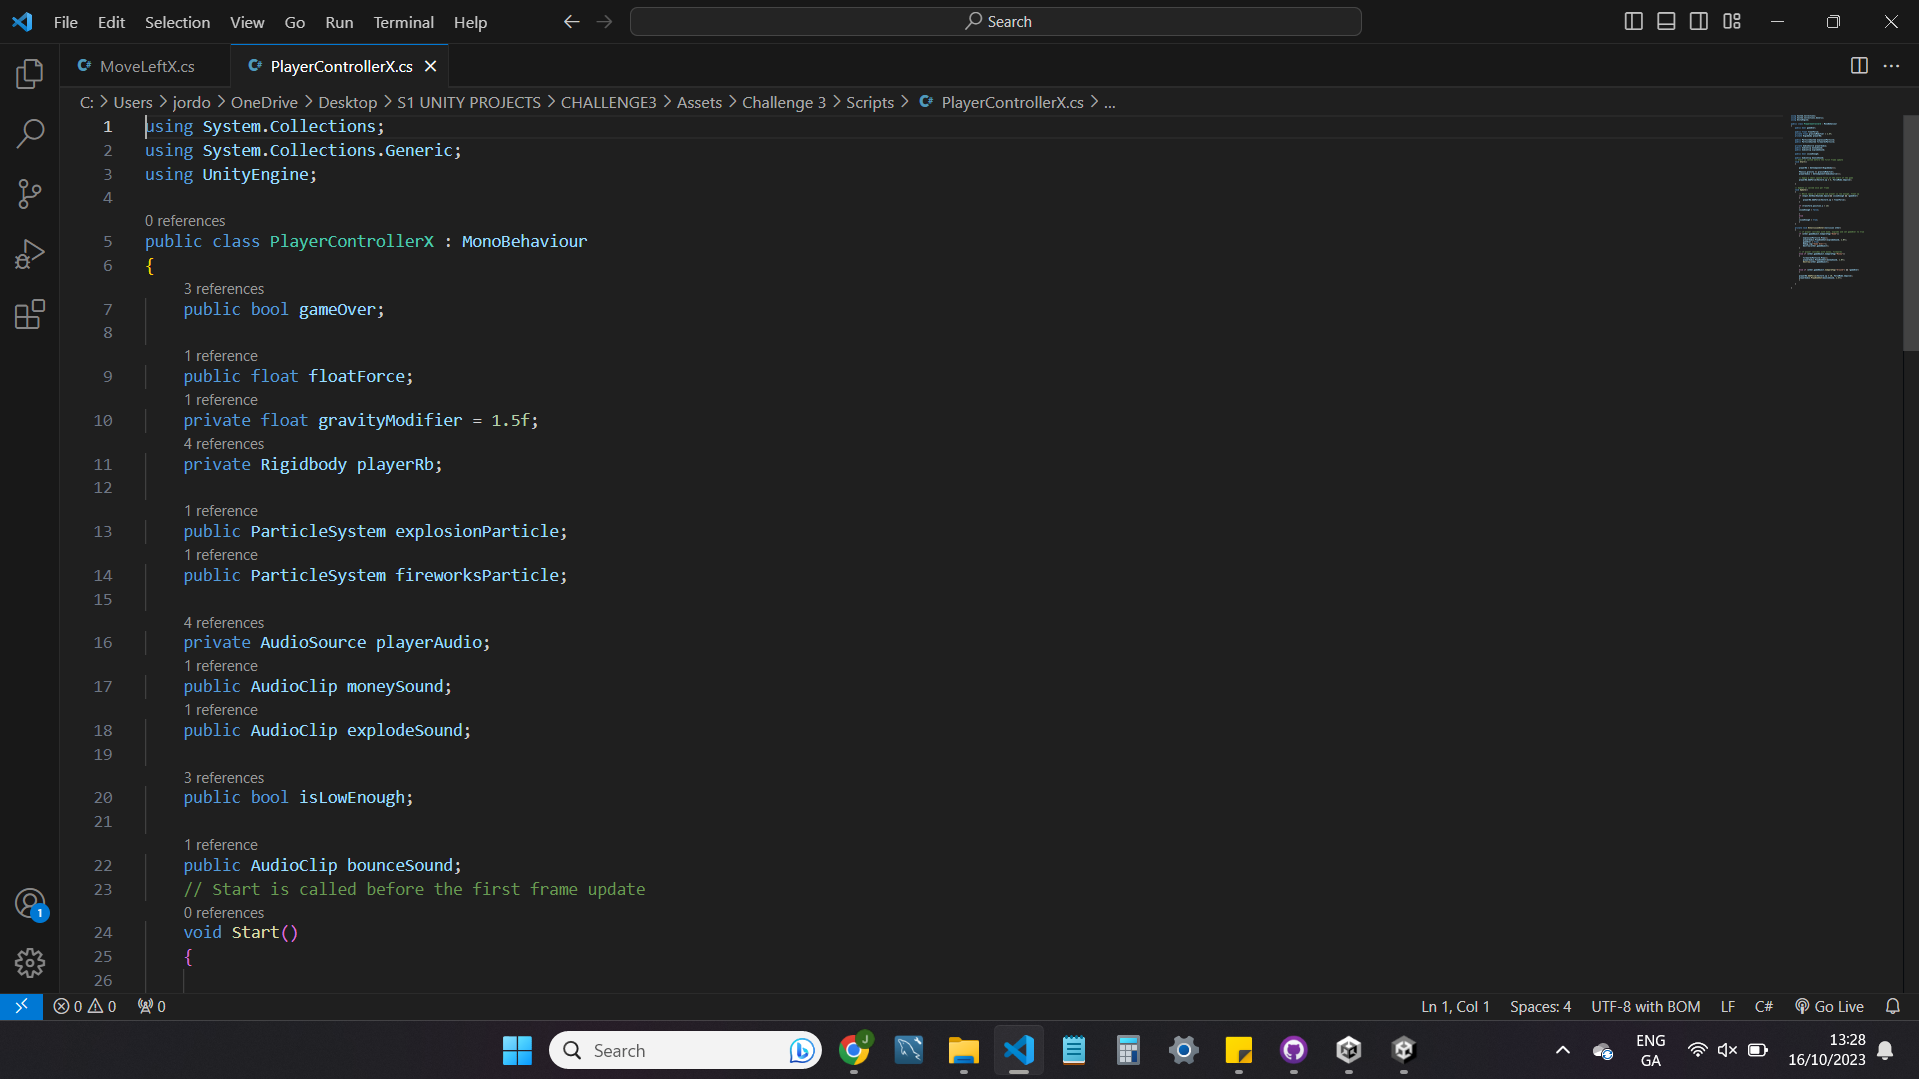 File Edit Selection View Go Run Terminal Help Search
MoveLeftX.cs PlayerControllerX.cs
C: > Users > jordo > OneDrive > Desktop > S1 UNITY PROJECTS > CHALLENGE3 > Assets > Challenge 3 > Scripts > PlayerControllerX.cs > ...
1 using System.Collections;
2 using System.Collections.Generic;
3 using UnityEngine;
4
0 references
5 public class PlayerControllerX : MonoBehaviour
6 {
3 references
7 public bool gameOver;
8
1 reference
9 public float floatForce;
1 reference
10 private float gravityModifier = 1.5f;
4 references
11 private Rigidbody playerRb;
12
1 reference
13 public ParticleSystem explosionParticle;
1 reference
14 public ParticleSystem fireworksParticle;
15
4 references
16 private AudioSource playerAudio;
1 reference
17 public AudioClip moneySound;
1 reference
18 public AudioClip explodeSound;
19
3 references
20 public bool isLowEnough;
21
1 reference
22 public AudioClip bounceSound;
23 // Start is called before the first frame update
0 references
24 void Start()
25 {
26
1
0 0 0 Ln 1, Col 1 Spaces: 4 UTF-8 with BOM LF C# Go Live
Search J ENG GA 13:28 16/10/2023